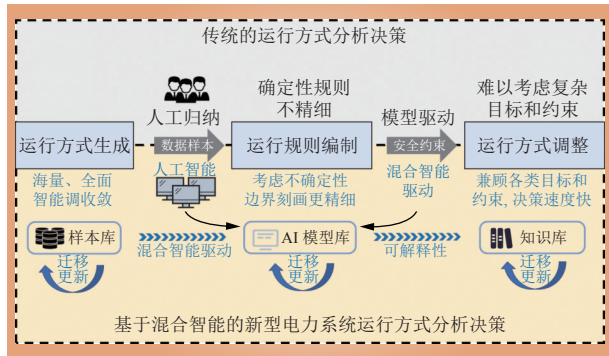 传统的运行方式分析决策
人工归纳
确定性规则
不精细
模型驱动
难以考虑复杂
目标和约束
运行方式生成
数据样本
运行规则编制
安全约束
运行方式调整
海量、全面
智能调收敛
人工智能
考虑不确定性
边界刻画更精细
混合智能
驱动
兼顾各类目标和
约束, 决策速度快
样本库
混合智能驱动
AI 模型库
可解释性
知识库
迁移
更新
迁移
更新
迁移
更新
基于混合智能的新型电力系统运行方式分析决策